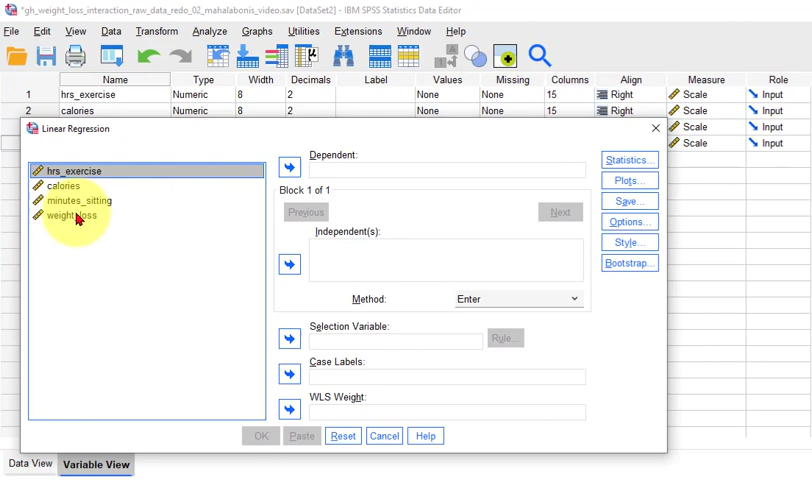 *gh_weight_loss_interaction_raw_data_redo_02_mahalabonis_video.sav [DataSet2] - IBM SPSS Statistics Data Editor
File Edit View Data Transform Analyze Graphs Utilities Extensions Window Help
Name Type Width Decimals Label Values Missing Columns Align Measure Role
1 hrs_exercise Numeric 8 2 None None 15 Right Scale Input
2 calories Numeric 8 2 None None 15 Right Scale Input
Scale Input
Scale Input
Linear Regression
hrs_exercise
calories
minutes_sitting
weight_loss
Dependent:
Block 1 of 1
Previous Next
Independent(s):
Method: Enter
Selection Variable:
Rule...
Case Labels:
WLS Weight:
Statistics...
Plots...
Save...
Options...
Style...
Bootstrap...
OK Paste Reset Cancel Help
Data View Variable View